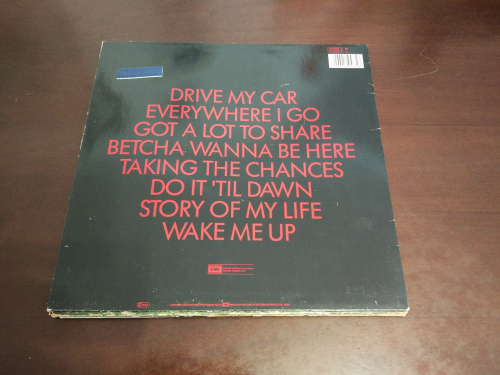 DRIVE MY CAR
EVERYWHERE I GO
GOT A LOT TO SHARE
BETCHA WANNA BE HERE
TAKING THE CHANCES
DO IT 'TIL DAWN
STORY OF MY LIFE
WAKE ME UP